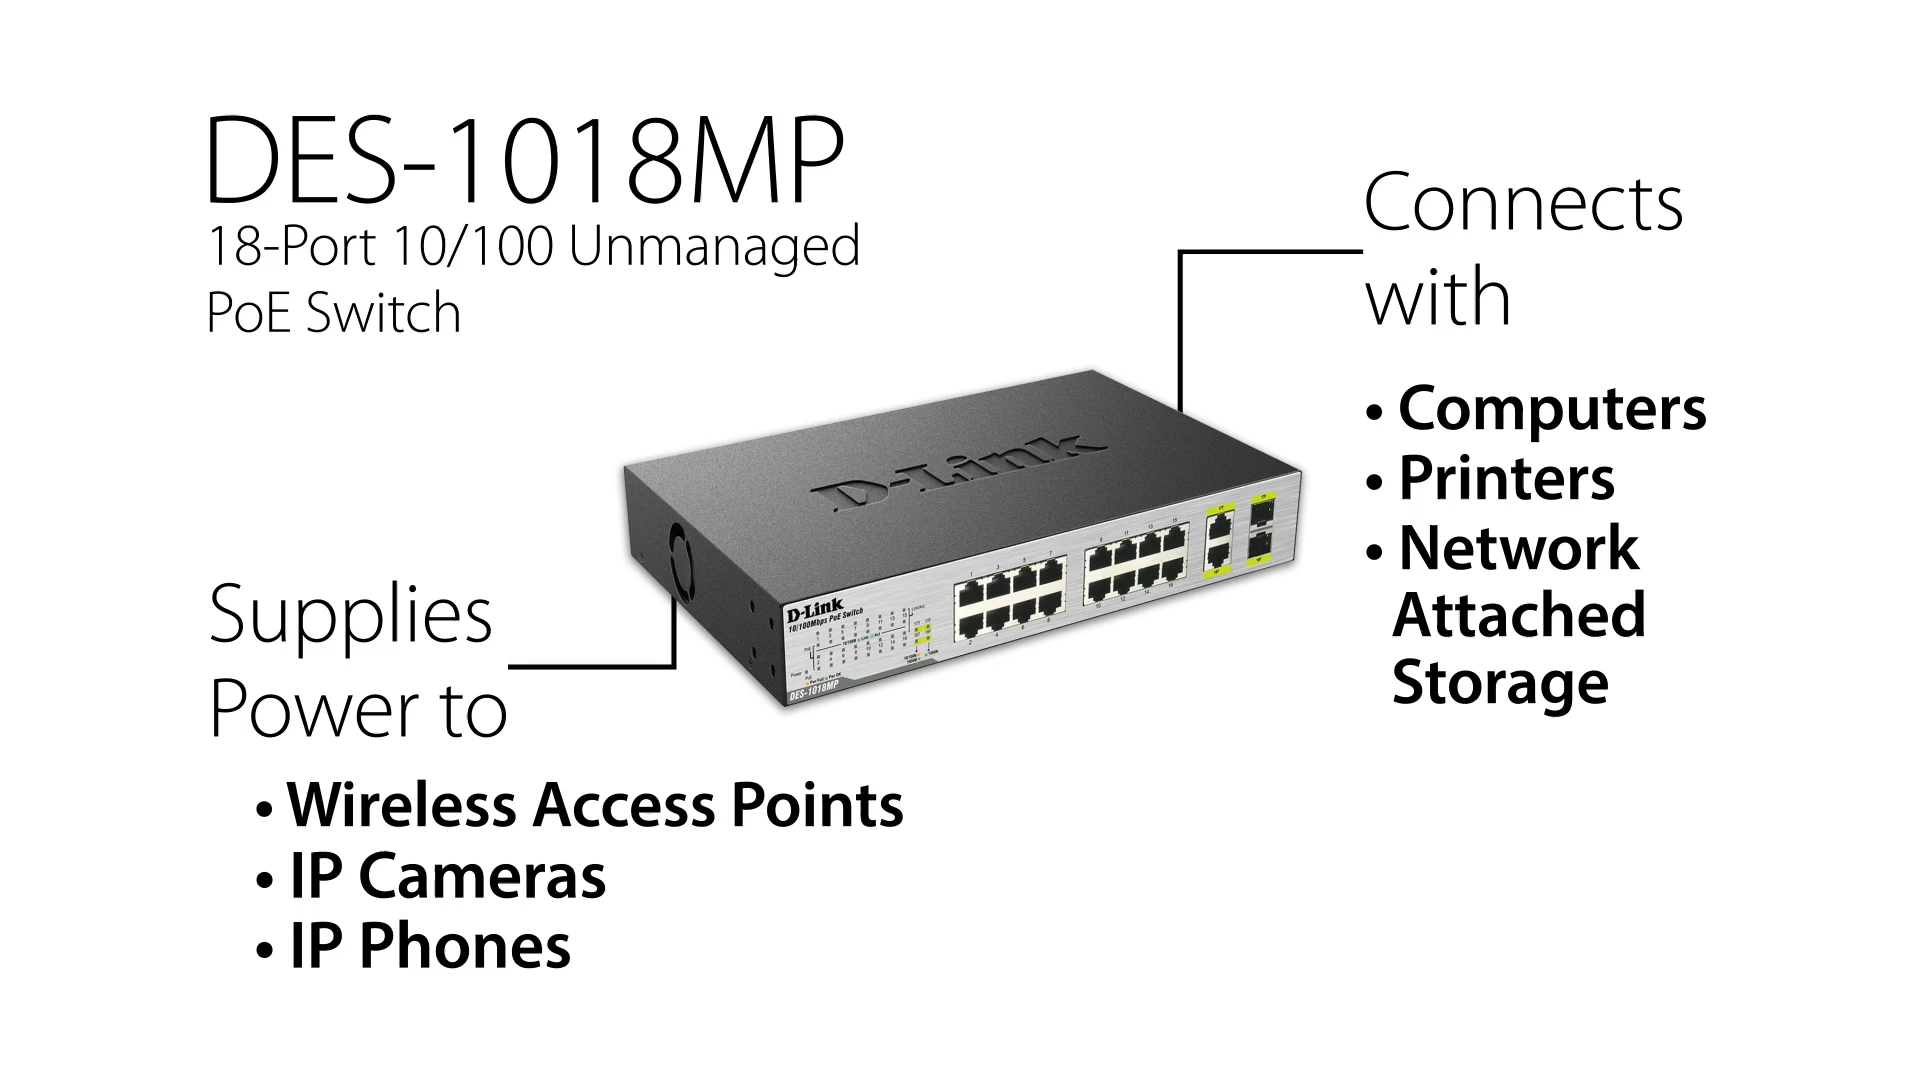 DES-1018MP
18-Port 10/100 Unmanaged
PoE Switch
Connects
with
• Computers
• Printers
• Network
Attached
Storage
D-Link
D-Link
10/100Mbps PoE Switch
DES-1018MP
Supplies
Power to
• Wireless Access Points
• IP Cameras
• IP Phones